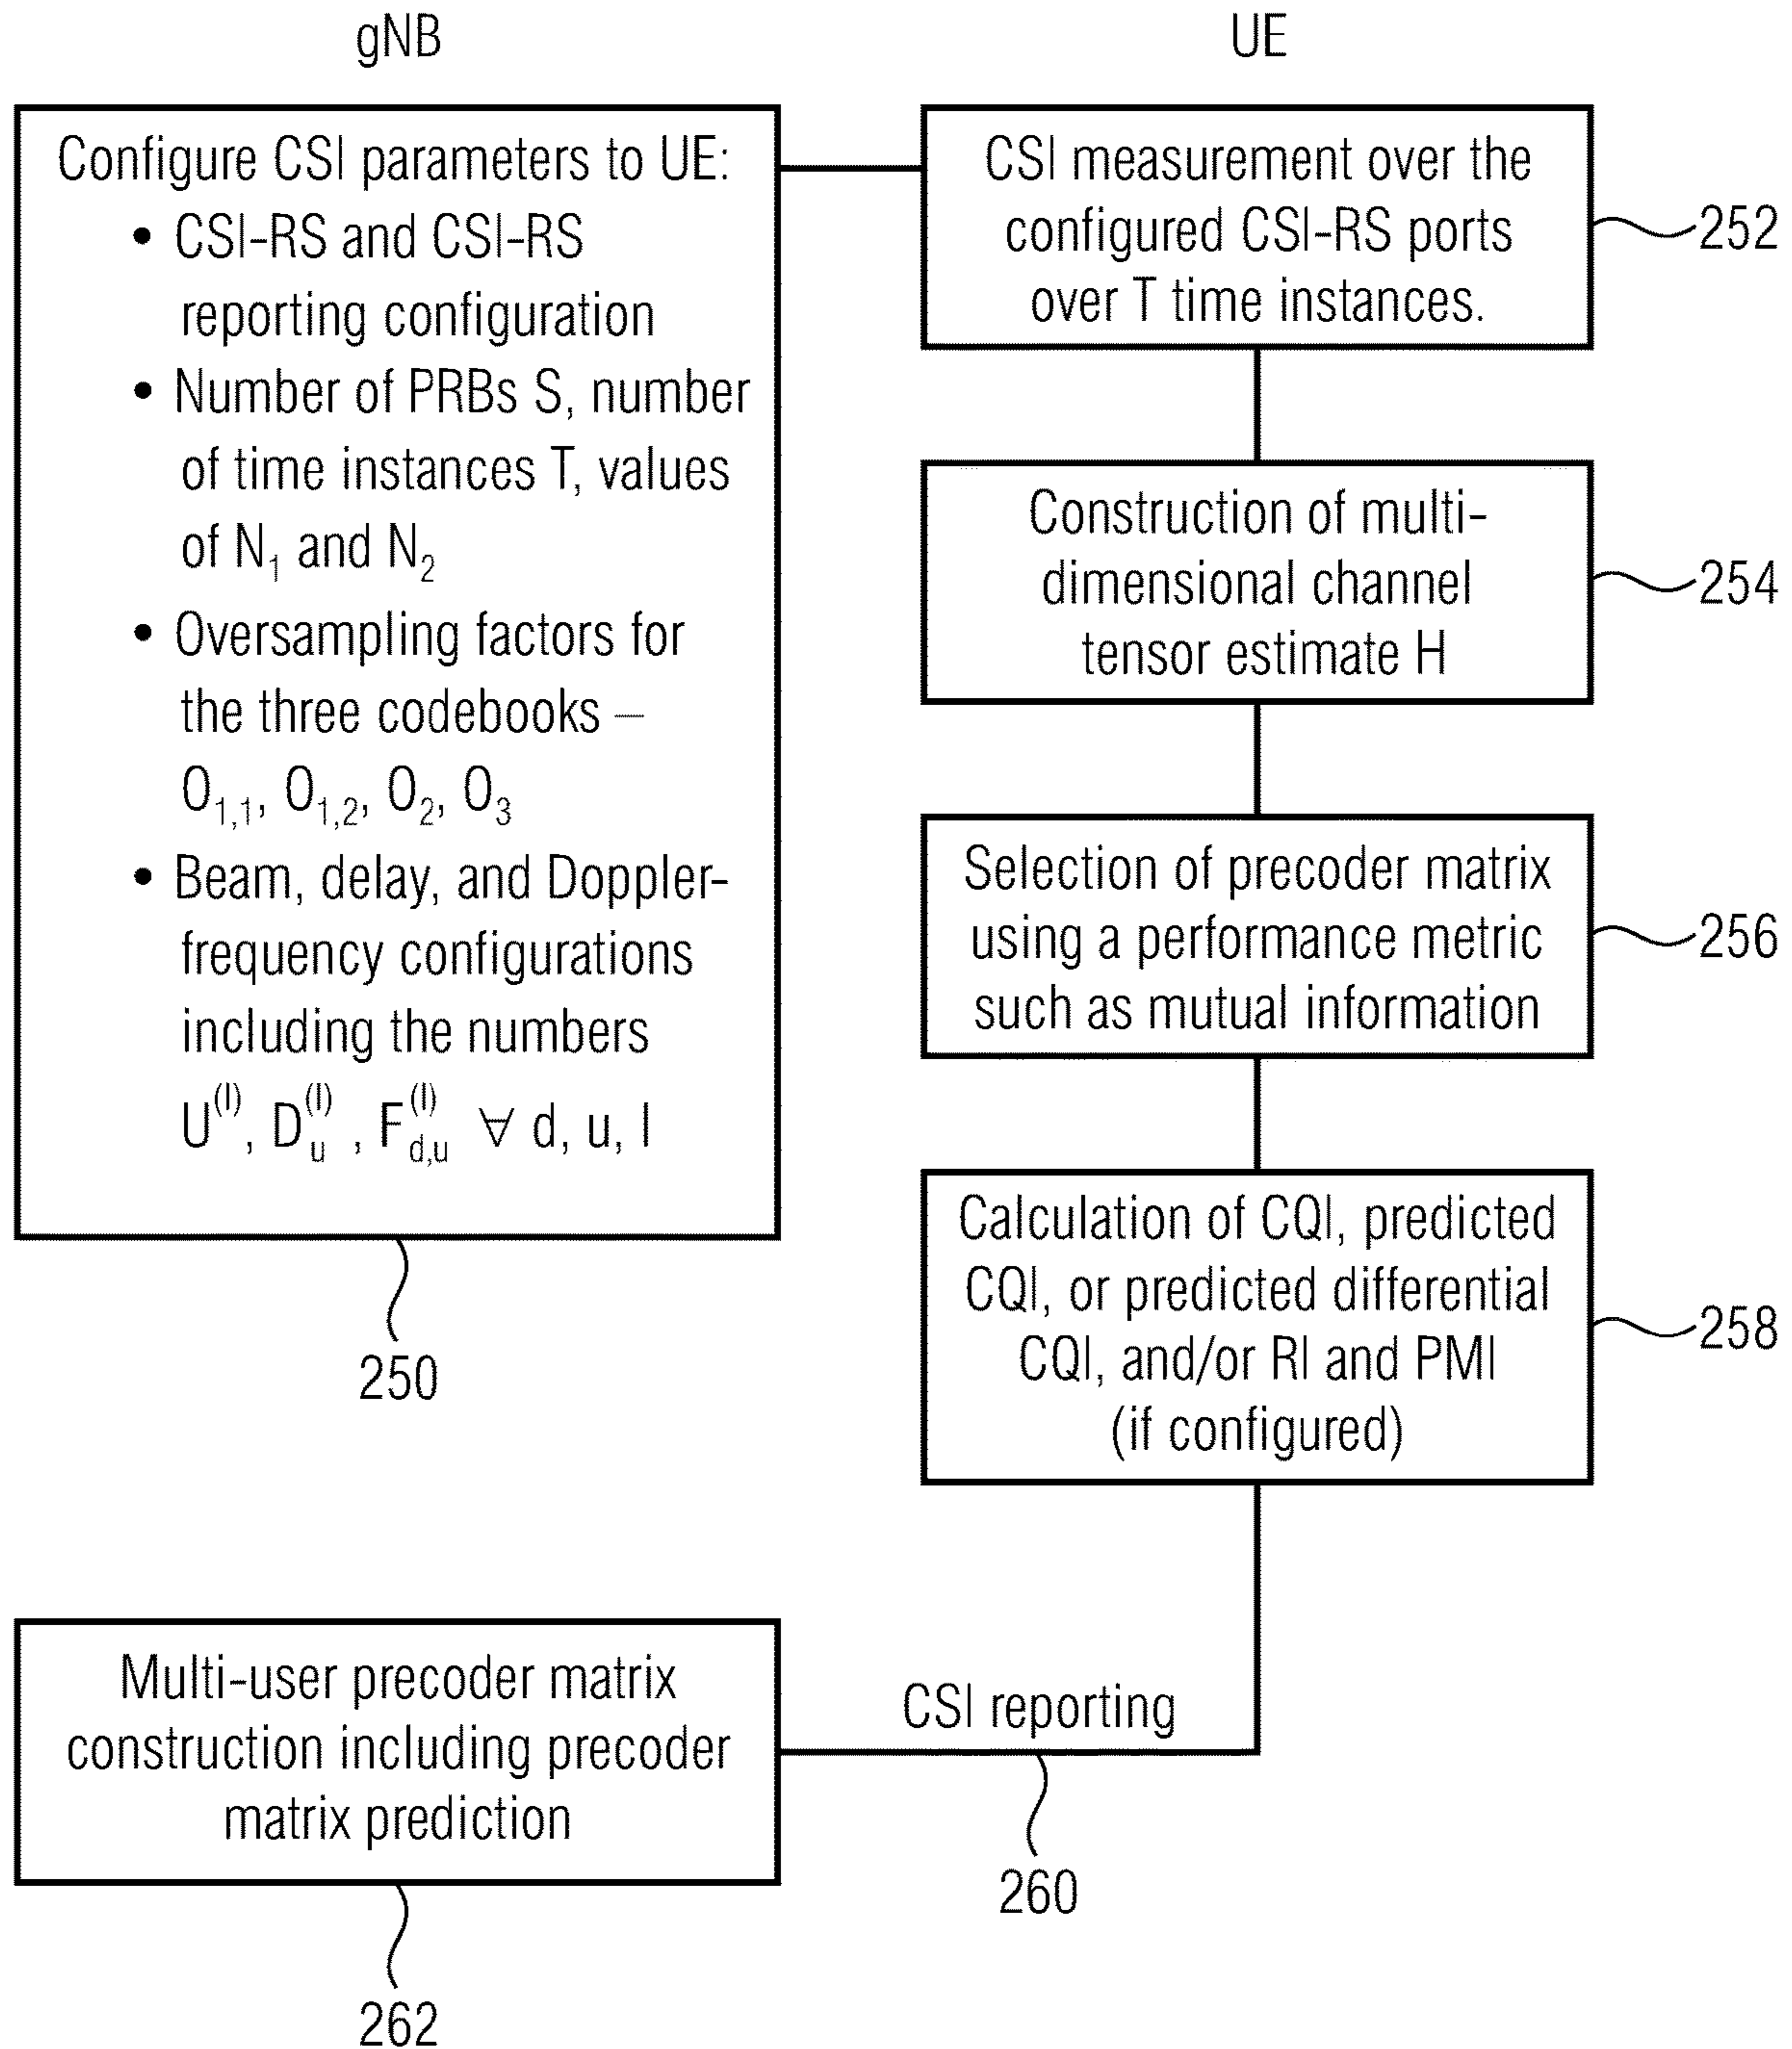 gNB
UE
Configure CSI parameters to UE:
• CSI-RS and CSI-RS
reporting configuration
• Number of PRBs S, number
of time instances T, values
of N₁ and N₂
• Oversampling factors for
the three codebooks –
O₁,₁, O₁,₂, O₂, O₃
• Beam, delay, and Doppler-
frequency configurations
including the numbers
U^(l), D_u^(l), F_d,u^(l) ∀ d, u, l
250
CSI measurement over the
configured CSI-RS ports
over T time instances.
252
Construction of multi-
dimensional channel
tensor estimate H
254
Selection of precoder matrix
using a performance metric
such as mutual information
256
Calculation of CQI, predicted
CQI, or predicted differential
CQI, and/or RI and PMI
(if configured)
258
CSI reporting
260
Multi-user precoder matrix
construction including precoder
matrix prediction
262